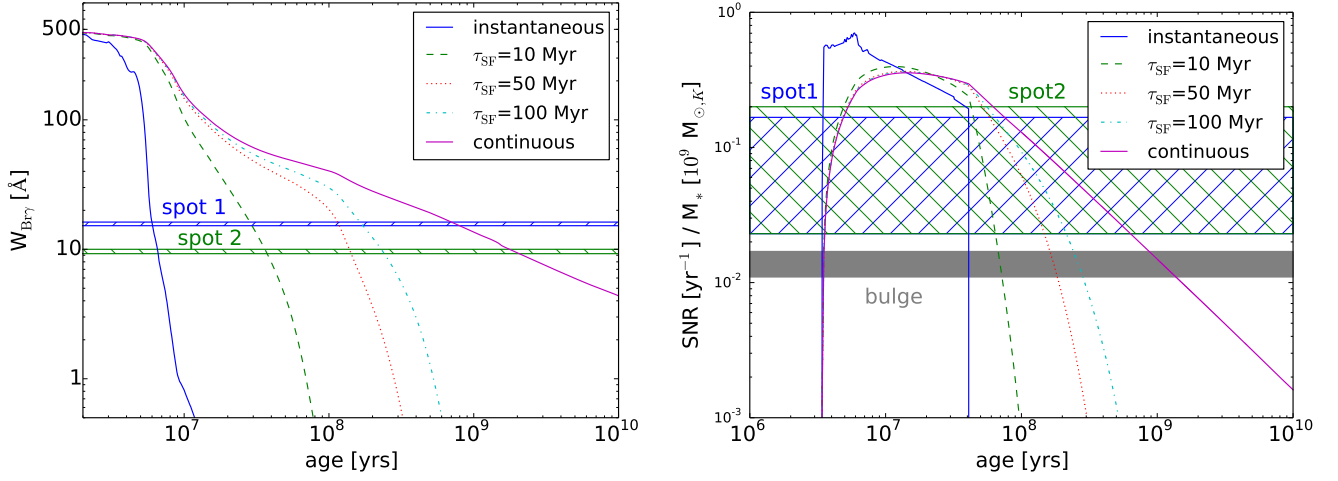 500
100
10
1
W_Brγ [Å]
10^7
10^8
10^9
10^10
age [yrs]
instantaneous
τ_SF=10 Myr
τ_SF=50 Myr
τ_SF=100 Myr
continuous
spot 1
spot 2
10^0
10^-1
10^-2
10^-3
SNR [yr^-1] / M_* [10^9 M_⊙,K]
10^6
10^7
10^8
10^9
10^10
age [yrs]
instantaneous
τ_SF=10 Myr
τ_SF=50 Myr
τ_SF=100 Myr
continuous
spot1
spot2
bulge